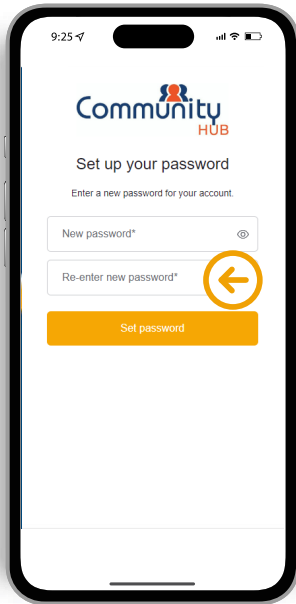 9:25
Community
HUB
Set up your password
Enter a new password for your account.
New password*
Re-enter new password*
Set password